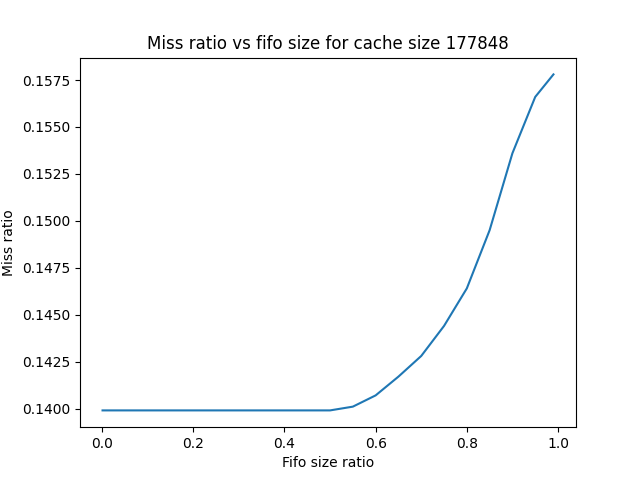 Miss ratio vs fifo size for cache size 177848
0.1575
0.1550
0.1525
0.1500
0.1475
0.1450
0.1425
0.1400
Miss ratio
0.0 0.2 0.4 0.6 0.8 1.0
Fifo size ratio